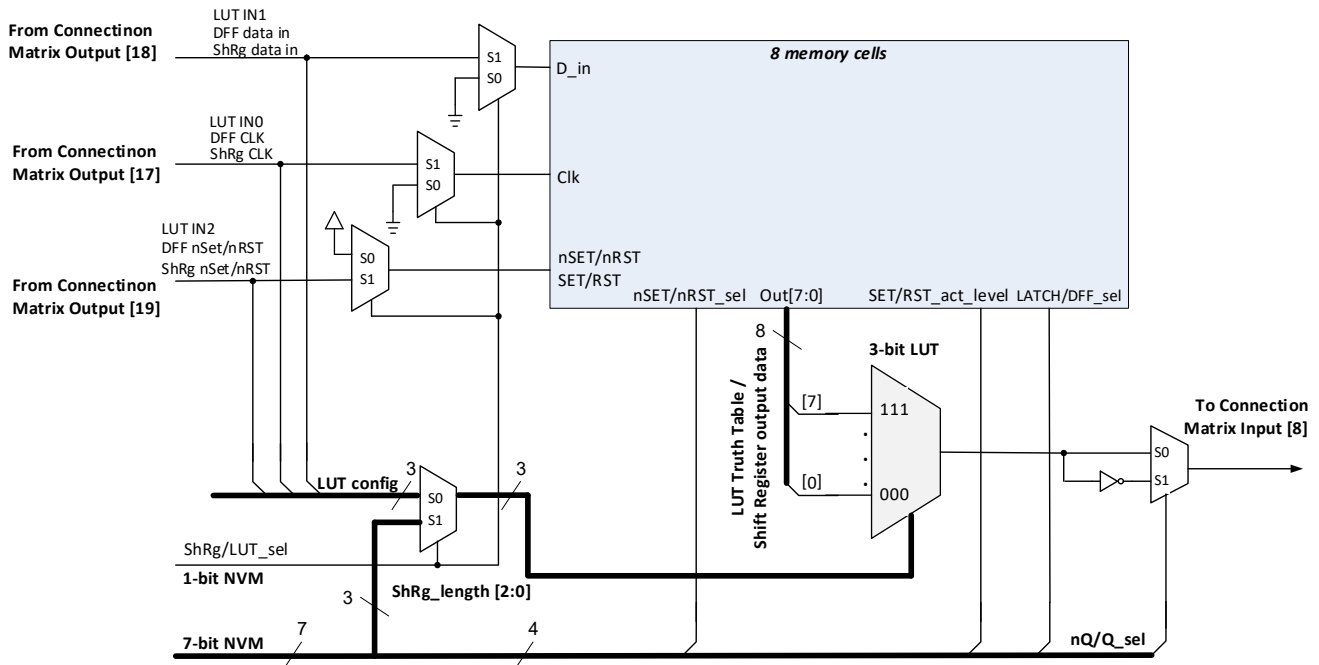 From Connectinon
Matrix Output [18]
LUT IN1
DFF data in
ShRg data in
S1
S0
D_in
8 memory cells
From Connectinon
Matrix Output [17]
LUT IN0
DFF CLK
ShRg CLK
S1
S0
Clk
From Connectinon
Matrix Output [19]
LUT IN2
DFF nSet/nRST
ShRg nSet/nRST
S0
S1
nSET/nRST
SET/RST
nSET/nRST_sel
Out[7:0]
SET/RST_act_level
LATCH/DFF_sel
8
LUT Truth Table /
Shift Register output data
3-bit LUT
[7]
111
[0]
000
To Connection
Matrix Input [8]
S0
S1
LUT config
3
S0
S1
3
ShRg/LUT_sel
1-bit NVM
ShRg_length [2:0]
3
7-bit NVM
7
4
nQ/Q_sel